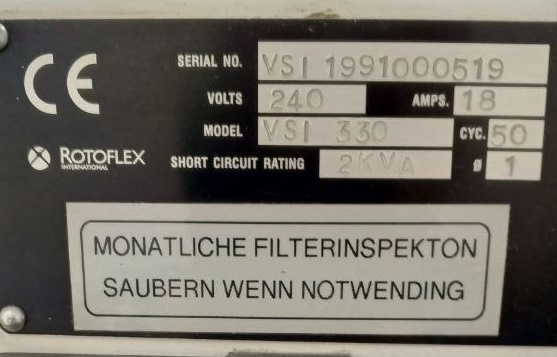 CE
SERIAL NO. VSI 1991000519
VOLTS 240 AMPS. 18
MODEL VSI 330 CYC. 50
ROTOFLEX
INTERNATIONAL
SHORT CIRCUIT RATING 2KVA ø 1
MONATLICHE FILTERINSPEKTON
SAUBERN WENN NOTWENDING